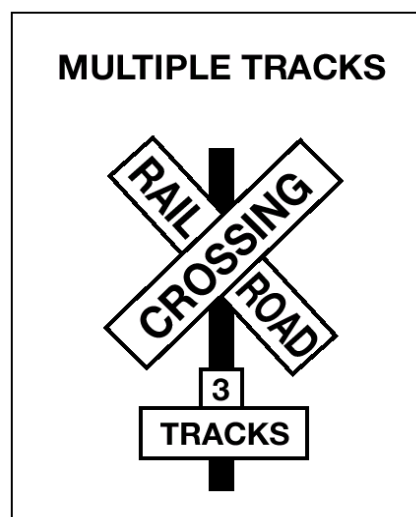 MULTIPLE TRACKS
RAIL
CROSSING
ROAD
3
TRACKS